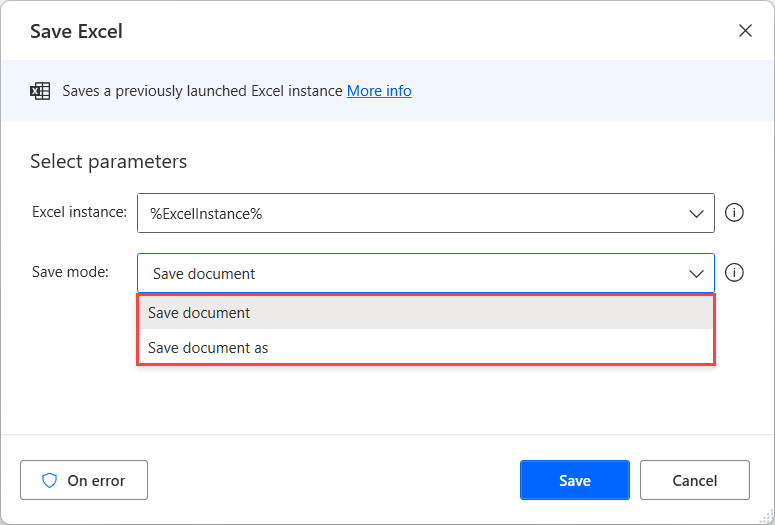 Save Excel
Saves a previously launched Excel instance More info
Select parameters
Excel instance: %ExcelInstance%
Save mode: Save document
Save document
Save document as
On error Save Cancel